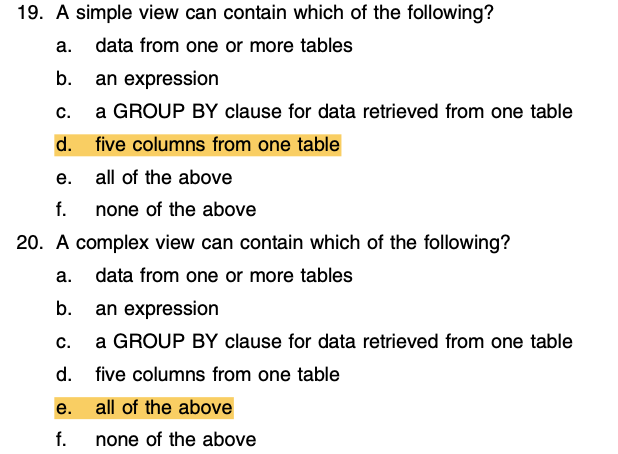 19. A simple view can contain which of the following?
a. data from one or more tables
b. an expression
c. a GROUP BY clause for data retrieved from one table
d. five columns from one table
e. all of the above
f. none of the above
20. A complex view can contain which of the following?
a. data from one or more tables
b. an expression
c. a GROUP BY clause for data retrieved from one table
d. five columns from one table
e. all of the above
f. none of the above